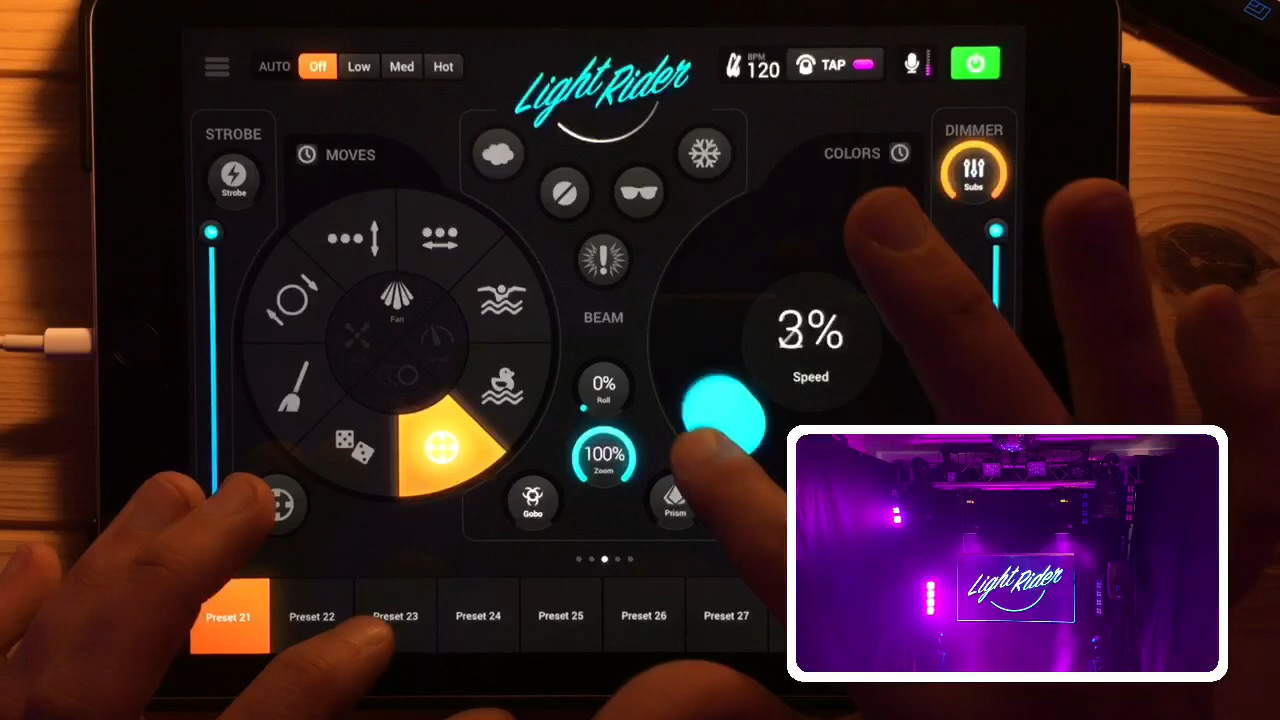 AUTO Off Low Med Hot
Light Rider
BPM
120
TAP
STROBE
Strobe
MOVES
COLORS
DIMMER
Subs
Fan
BEAM
0%
Roll
100%
Zoom
3%
Speed
Gobo
Prism
Preset 21 Preset 22 Preset 23 Preset 24 Preset 25 Preset 26 Preset 27
Light Rider